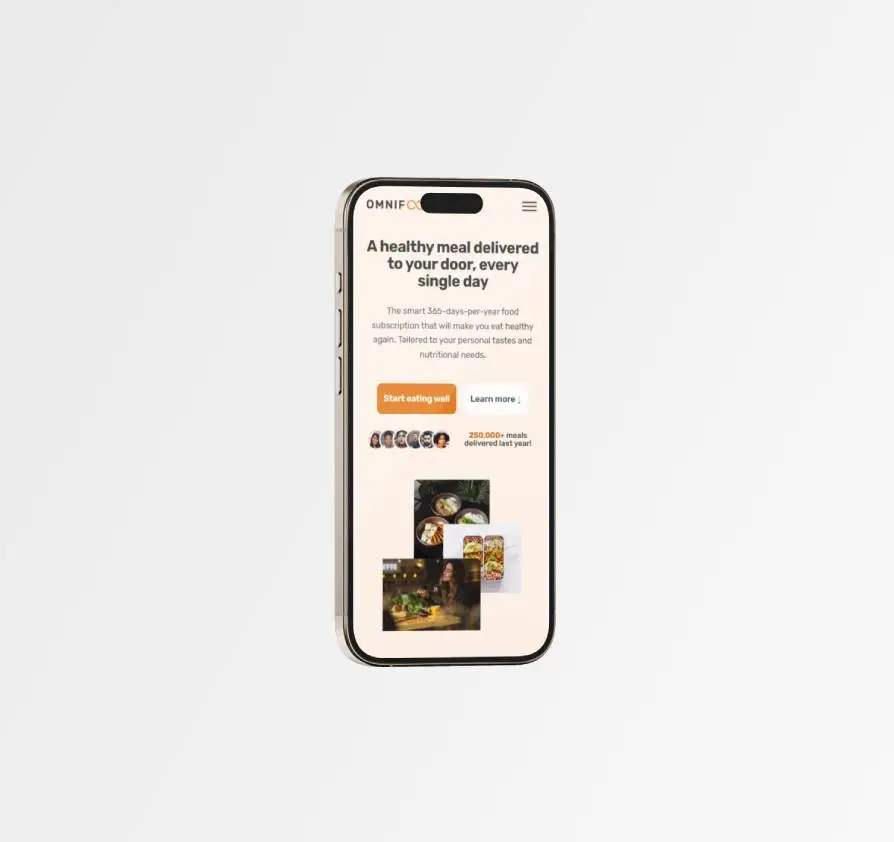 OMNIF
A healthy meal delivered
to your door, every
single day
The smart 365-days-per-year food
subscription that will make you eat healthy
again. Tailored to your personal tastes and
nutritional needs.
Start eating well
Learn more ↓
250,000+ meals
delivered last year!